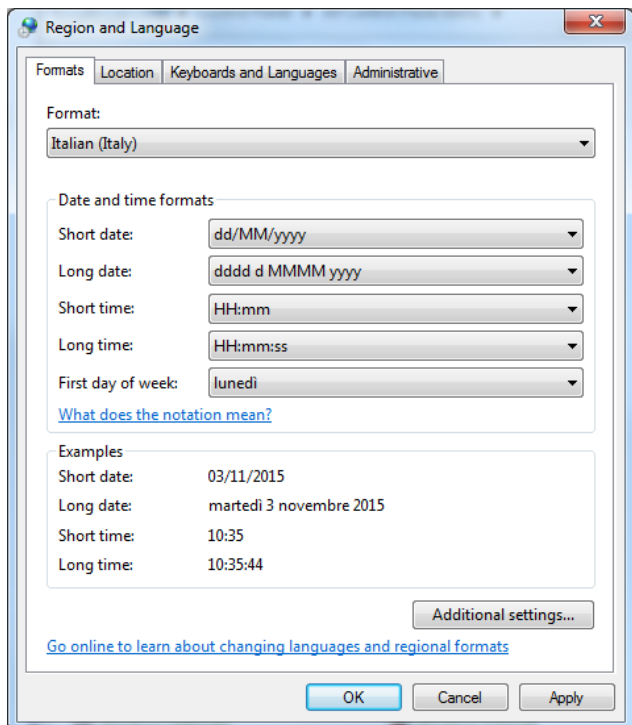 Region and Language
Formats Location Keyboards and Languages Administrative
Format:
Italian (Italy)
Date and time formats
Short date: dd/MM/yyyy
Long date: dddd d MMMM yyyy
Short time: HH:mm
Long time: HH:mm:ss
First day of week: lunedì
What does the notation mean?
Examples
Short date: 03/11/2015
Long date: martedì 3 novembre 2015
Short time: 10:35
Long time: 10:35:44
Additional settings...
Go online to learn about changing languages and regional formats
OK Cancel Apply